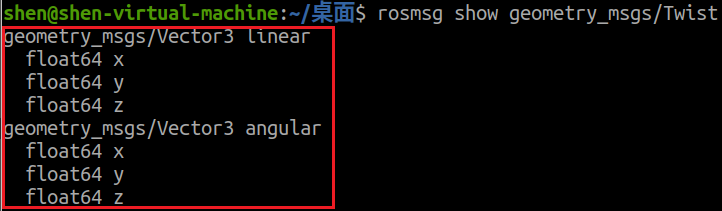 shen@shen-virtual-machine:~/桌面$ rosmsg show geometry_msgs/Twist
geometry_msgs/Vector3 linear
  float64 x
  float64 y
  float64 z
geometry_msgs/Vector3 angular
  float64 x
  float64 y
  float64 z